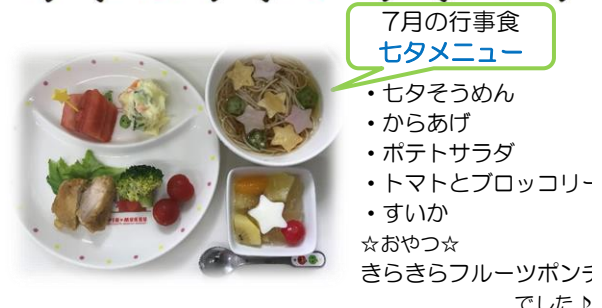 7月の行事食
七夕メニュー
・七夕そうめん
・からあげ
・ポテトサラダ
・トマトとブロッコリー
・すいか
☆おやつ☆
きらきらフルーツポンチ
でした♪